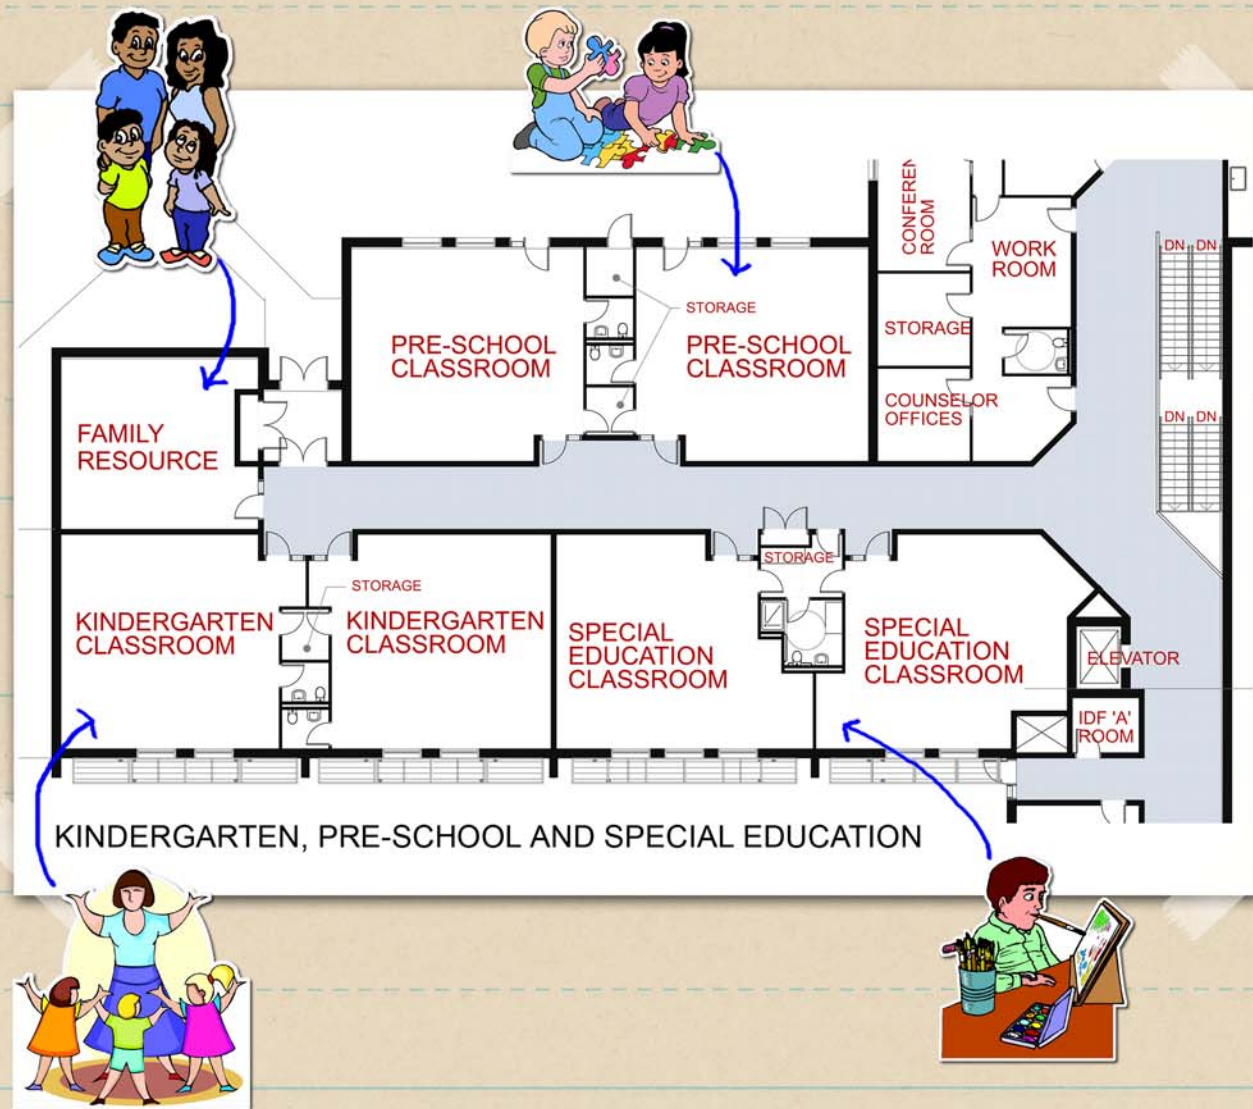 CONFEREN
ROOM
WORK
ROOM
DN DN
STORAGE
PRE-SCHOOL
CLASSROOM
PRE-SCHOOL
CLASSROOM
STORAGE
COUNSELOR
OFFICES
DN DN
FAMILY
RESOURCE
STORAGE
STORAGE
KINDERGARTEN
CLASSROOM
KINDERGARTEN
CLASSROOM
SPECIAL
EDUCATION
CLASSROOM
SPECIAL
EDUCATION
CLASSROOM
ELEVATOR
IDF 'A'
ROOM
KINDERGARTEN, PRE-SCHOOL AND SPECIAL EDUCATION